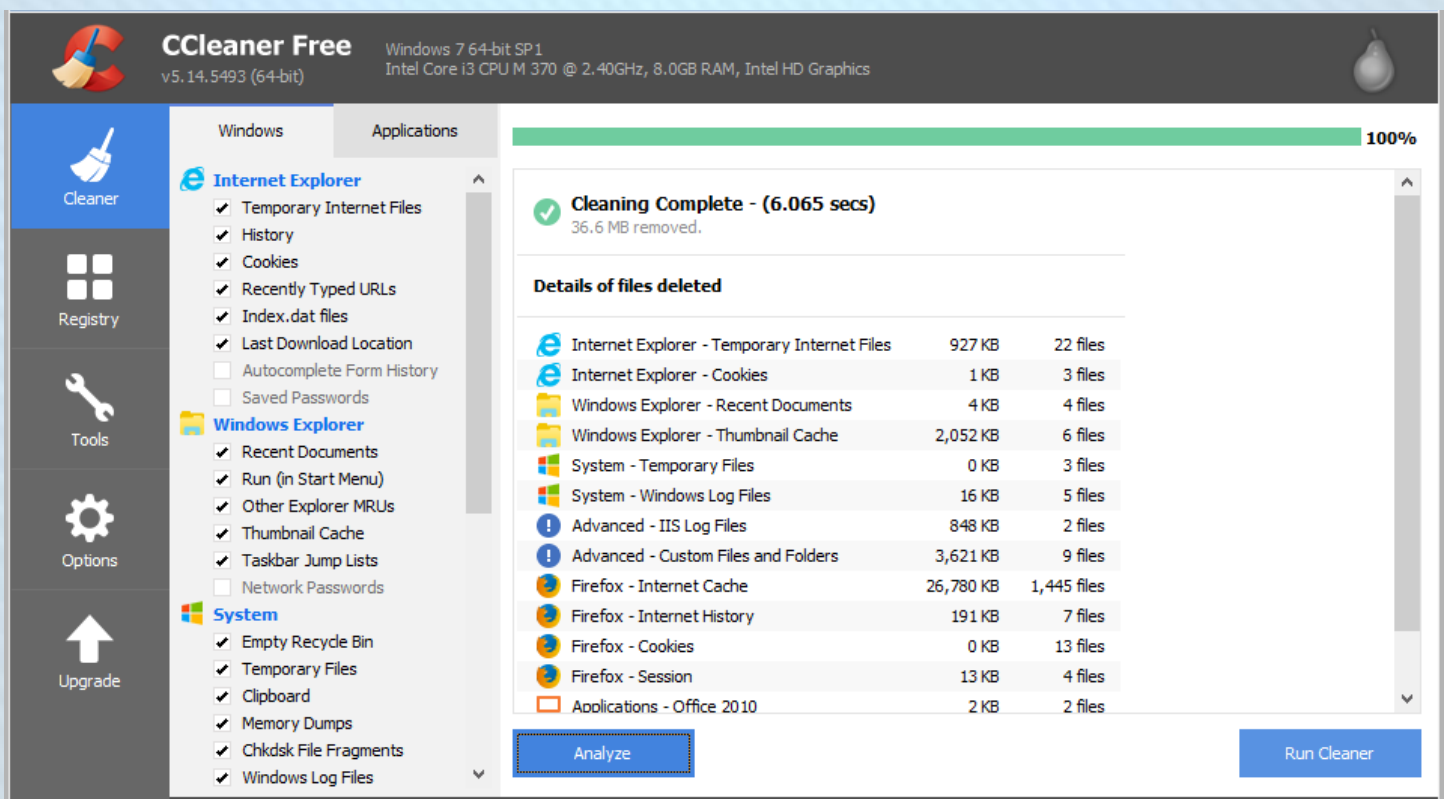 CCleaner Free
v5.14.5493 (64-bit)
Windows 7 64-bit SP1
Intel Core i3 CPU M 370 @ 2.40GHz, 8.0GB RAM, Intel HD Graphics
Cleaner
Registry
Tools
Options
Upgrade
Windows
Applications
Internet Explorer
Temporary Internet Files
History
Cookies
Recently Typed URLs
Index.dat files
Last Download Location
Autocomplete Form History
Saved Passwords
Windows Explorer
Recent Documents
Run (in Start Menu)
Other Explorer MRUs
Thumbnail Cache
Taskbar Jump Lists
Network Passwords
System
Empty Recycle Bin
Temporary Files
Clipboard
Memory Dumps
Chkdsk File Fragments
Windows Log Files
100%
Cleaning Complete - (6.065 secs)
36.6 MB removed.
Details of files deleted
Internet Explorer - Temporary Internet Files 927 KB 22 files
Internet Explorer - Cookies 1 KB 3 files
Windows Explorer - Recent Documents 4 KB 4 files
Windows Explorer - Thumbnail Cache 2,052 KB 6 files
System - Temporary Files 0 KB 3 files
System - Windows Log Files 16 KB 5 files
Advanced - IIS Log Files 848 KB 2 files
Advanced - Custom Files and Folders 3,621 KB 9 files
Firefox - Internet Cache 26,780 KB 1,445 files
Firefox - Internet History 191 KB 7 files
Firefox - Cookies 0 KB 13 files
Firefox - Session 13 KB 4 files
Applications - Office 2010 2 KB 2 files
Analyze
Run Cleaner